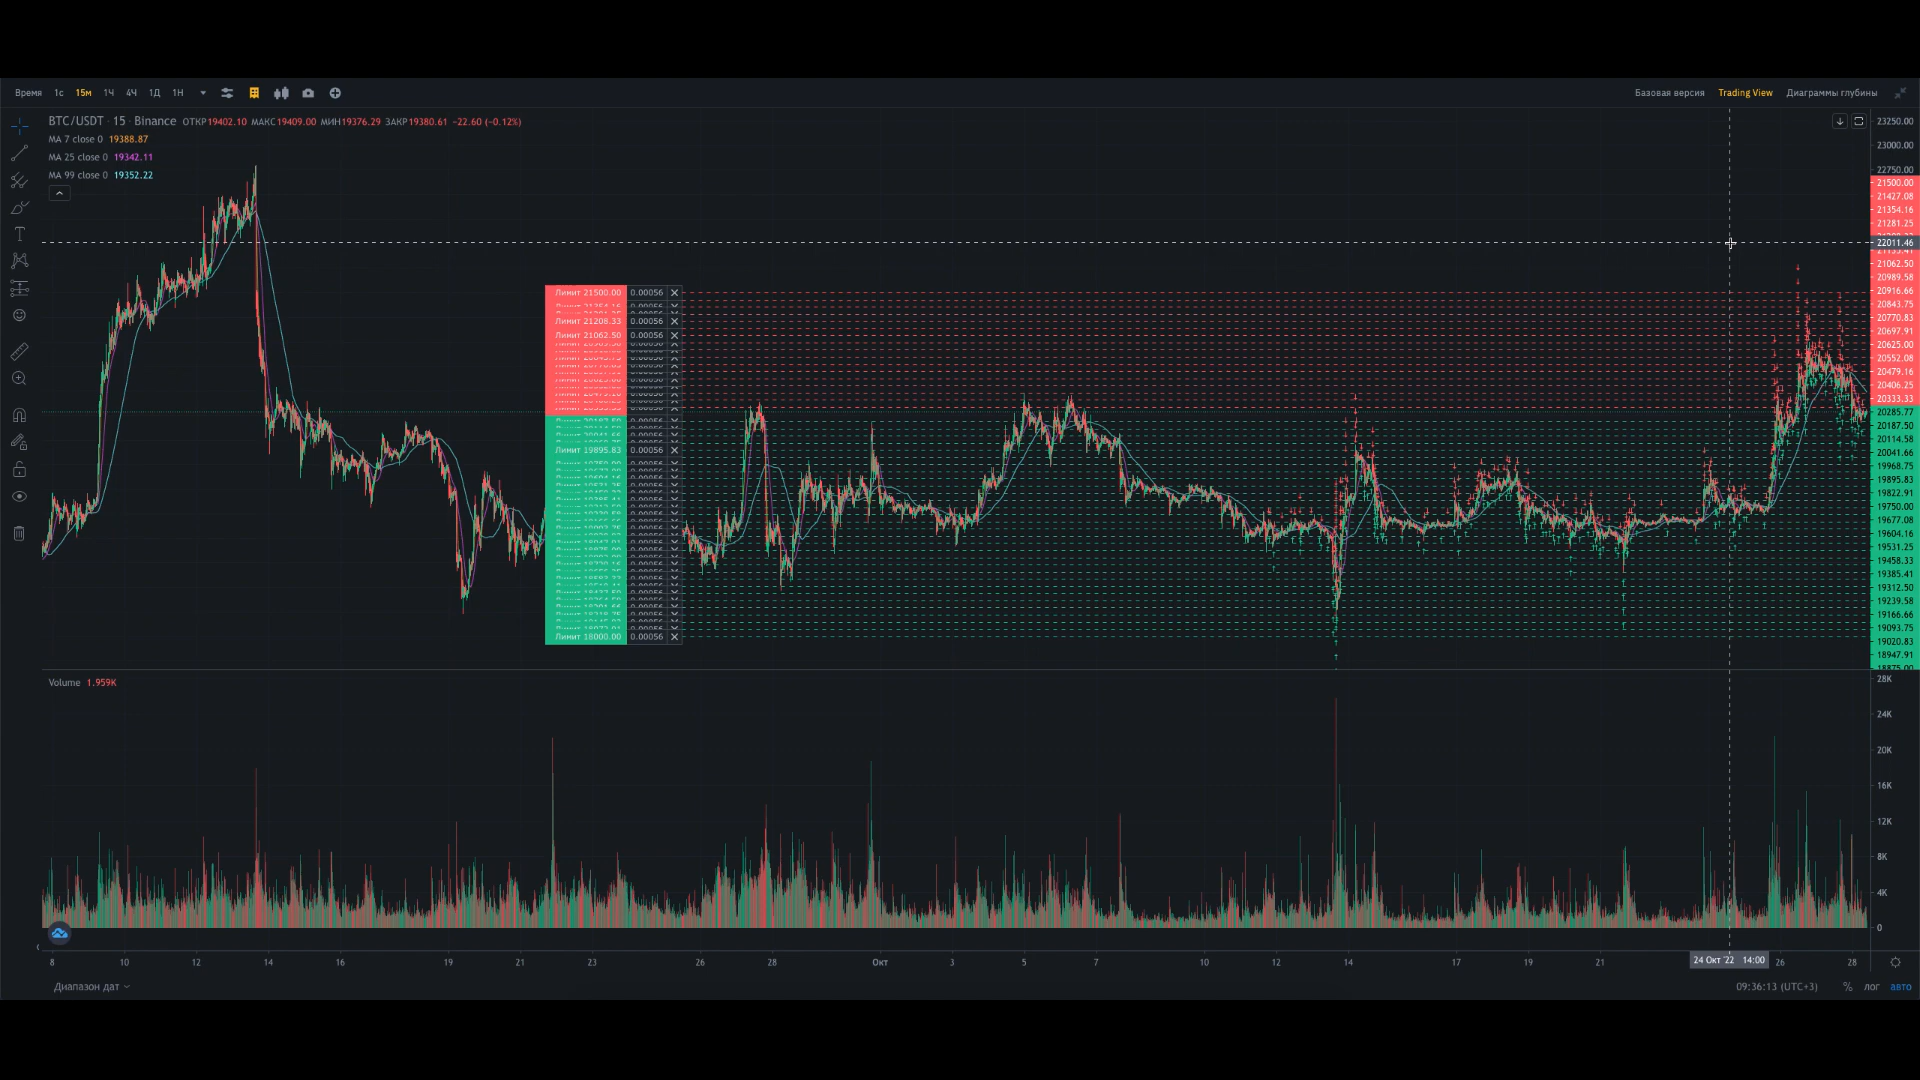 Время 1с 15м 1Ч 4Ч 1Д 1Н
Базовая версия Trading View Диаграммы глубины
BTC/USDT · 15 · Binance ОТКР19402.10 МАКС19409.00 МИН19376.29 ЗАКР19380.61 −22.60 (−0.12%)
MA 7 close 0 19388.87
MA 25 close 0 19342.11
MA 99 close 0 19352.22
23250.00
23000.00
22750.00
21500.00
21427.08
21354.16
21281.25
22011.46
21062.50
20989.58
20916.66
20843.75
20770.83
20697.91
20625.00
20552.08
20479.16
20406.25
20333.33
20285.77
20187.50
20114.58
20041.66
19968.75
19895.83
19822.91
19750.00
19677.08
19604.16
19531.25
19458.33
19385.41
19312.50
19239.58
19166.66
19093.75
19020.83
18947.91
18875.00
Лимит 21500.00 0.00056
Лимит 21208.33 0.00056
Лимит 21062.50 0.00056
Лимит 19895.83 0.00056
Лимит 18000.00 0.00056
Volume 1.959K
28K
24K
20K
16K
12K
8K
4K
0
8 10 12 14 16 19 21 23 26 28 Окт 3 5 7 10 12 14 17 19 21 24 Окт '22 14:00 26 28
Диапазон дат
09:36:13 (UTC+3) % лог авто